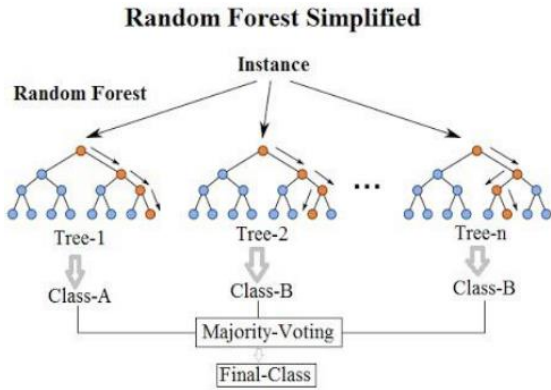 Random Forest Simplified
Instance
Random Forest
...
Tree-1 Tree-2 Tree-n
Class-A Class-B Class-B
Majority-Voting
Final-Class